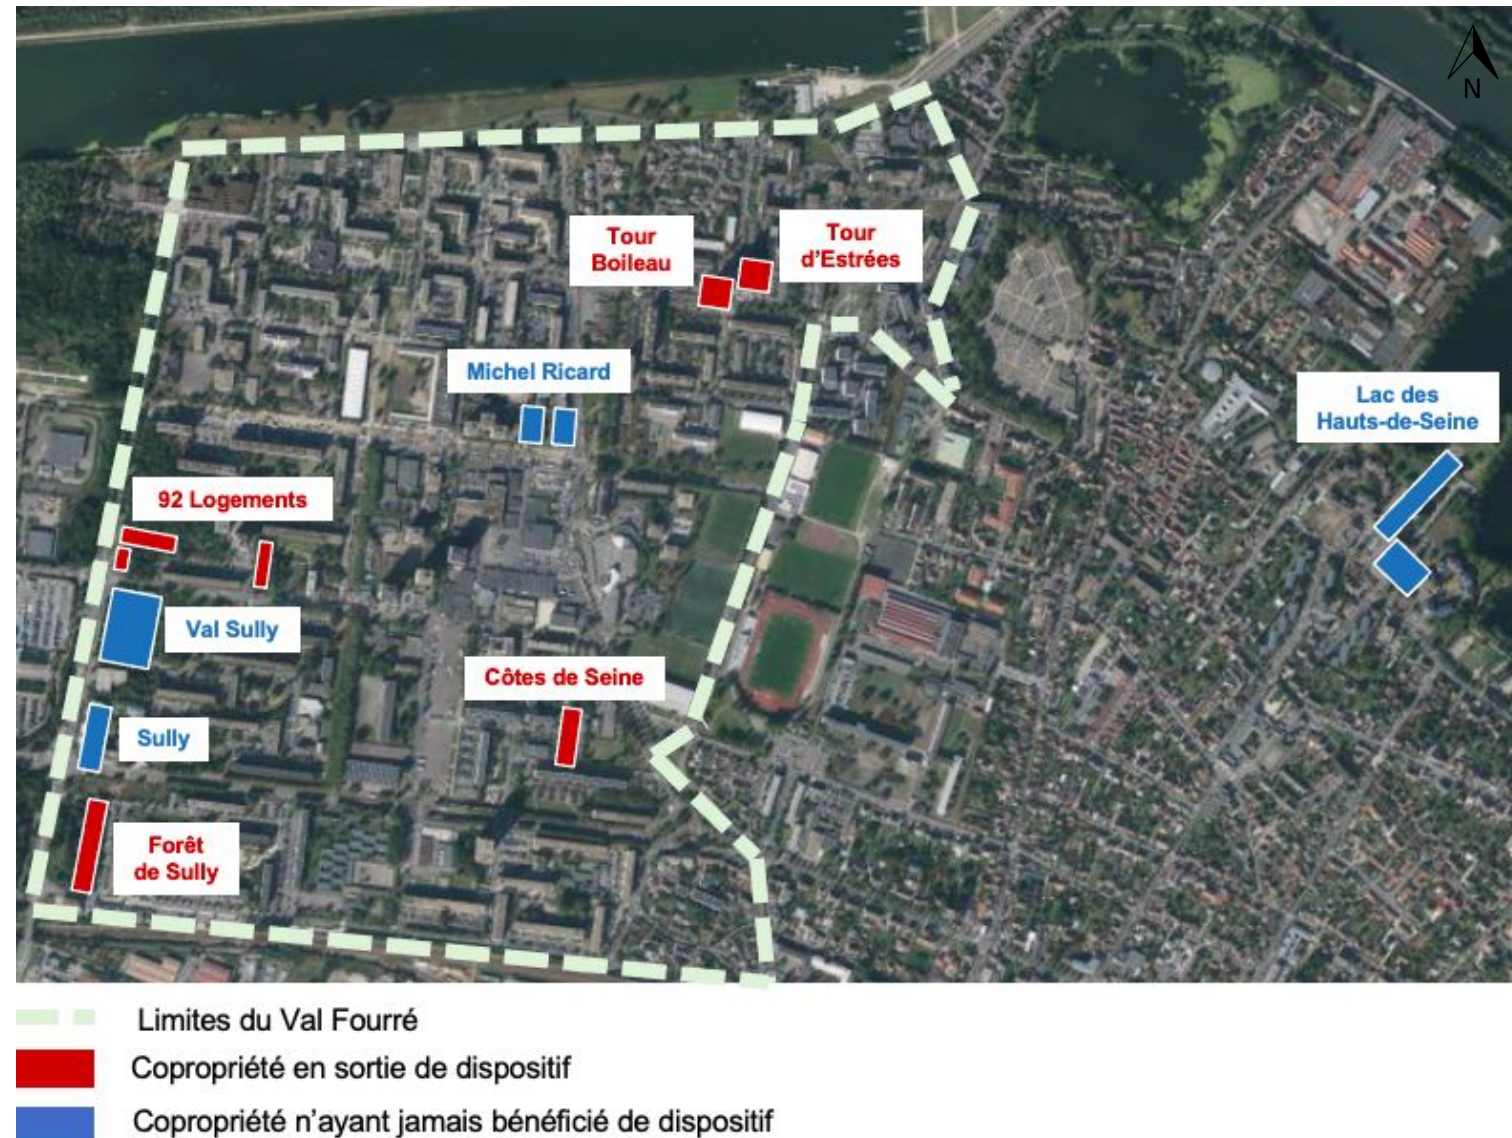 N
Tour
Boileau
Tour
d'Estrées
Michel Ricard
Lac des
Hauts-de-Seine
92 Logements
Val Sully
Côtes de Seine
Sully
Forêt
de Sully
Limites du Val Fourré
Copropriété en sortie de dispositif
Copropriété n'ayant jamais bénéficié de dispositif